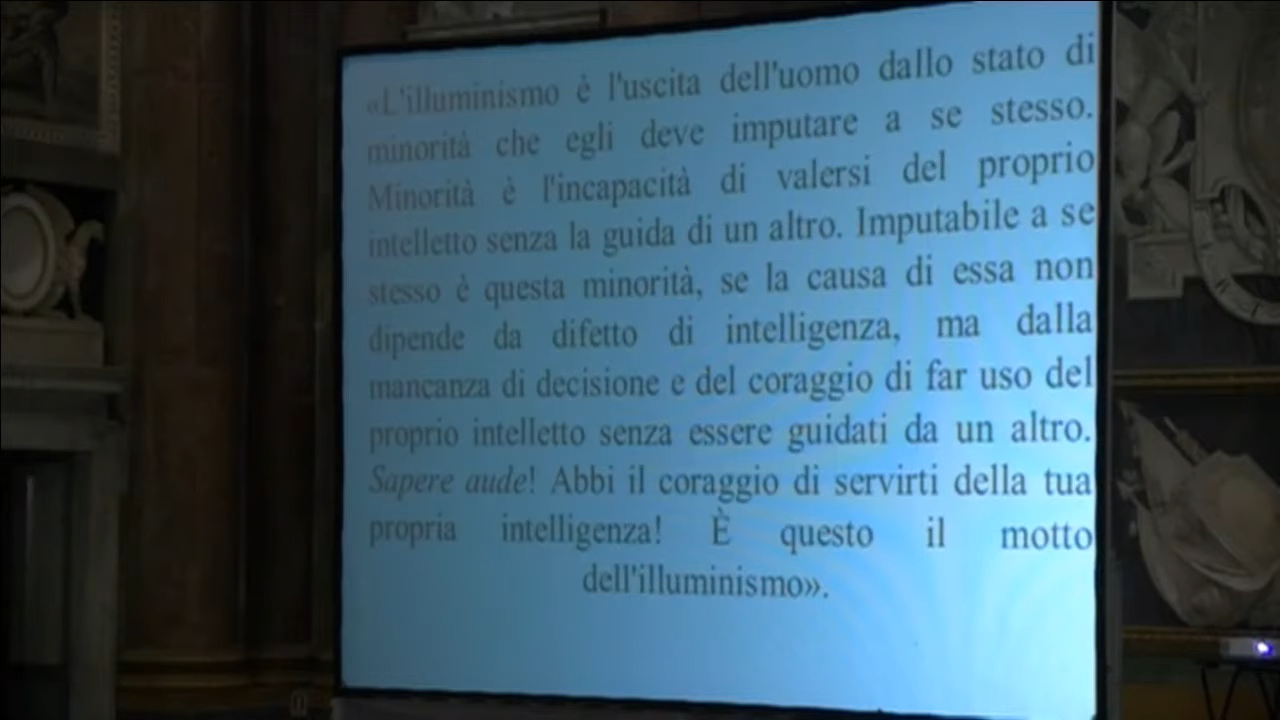 «L'illuminismo è l'uscita dell'uomo dallo stato di
minorità che egli deve imputare a se stesso.
Minorità è l'incapacità di valersi del proprio
intelletto senza la guida di un altro. Imputabile a se
stesso è questa minorità, se la causa di essa non
dipende da difetto di intelligenza, ma dalla
mancanza di decisione e del coraggio di far uso del
proprio intelletto senza essere guidati da un altro.
Sapere aude! Abbi il coraggio di servirti della tua
propria intelligenza! È questo il motto
dell'illuminismo».